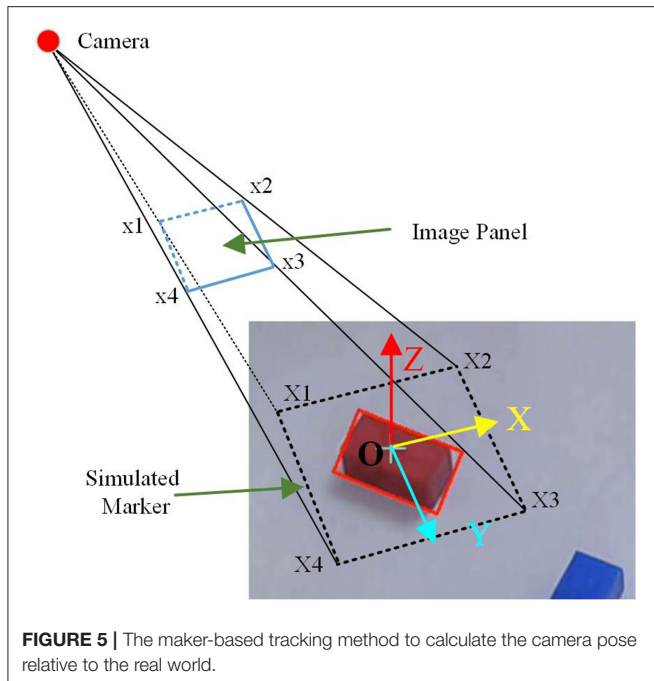 Camera
x2
x1
Image Panel
x3
x4
X2
Z
X1
X
O
Simulated
Marker
X3
Y
X4
FIGURE 5 | The maker-based tracking method to calculate the camera pose
relative to the real world.